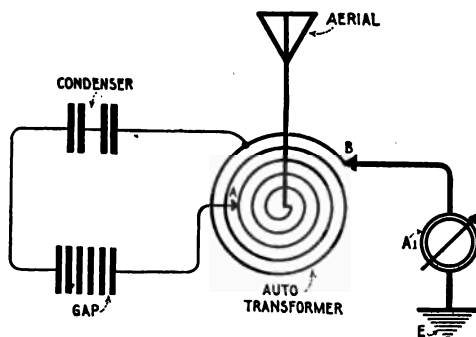 AERIAL
CONDENSER
B
A
A1
GAP
AUTO
TRANSFORMER
E